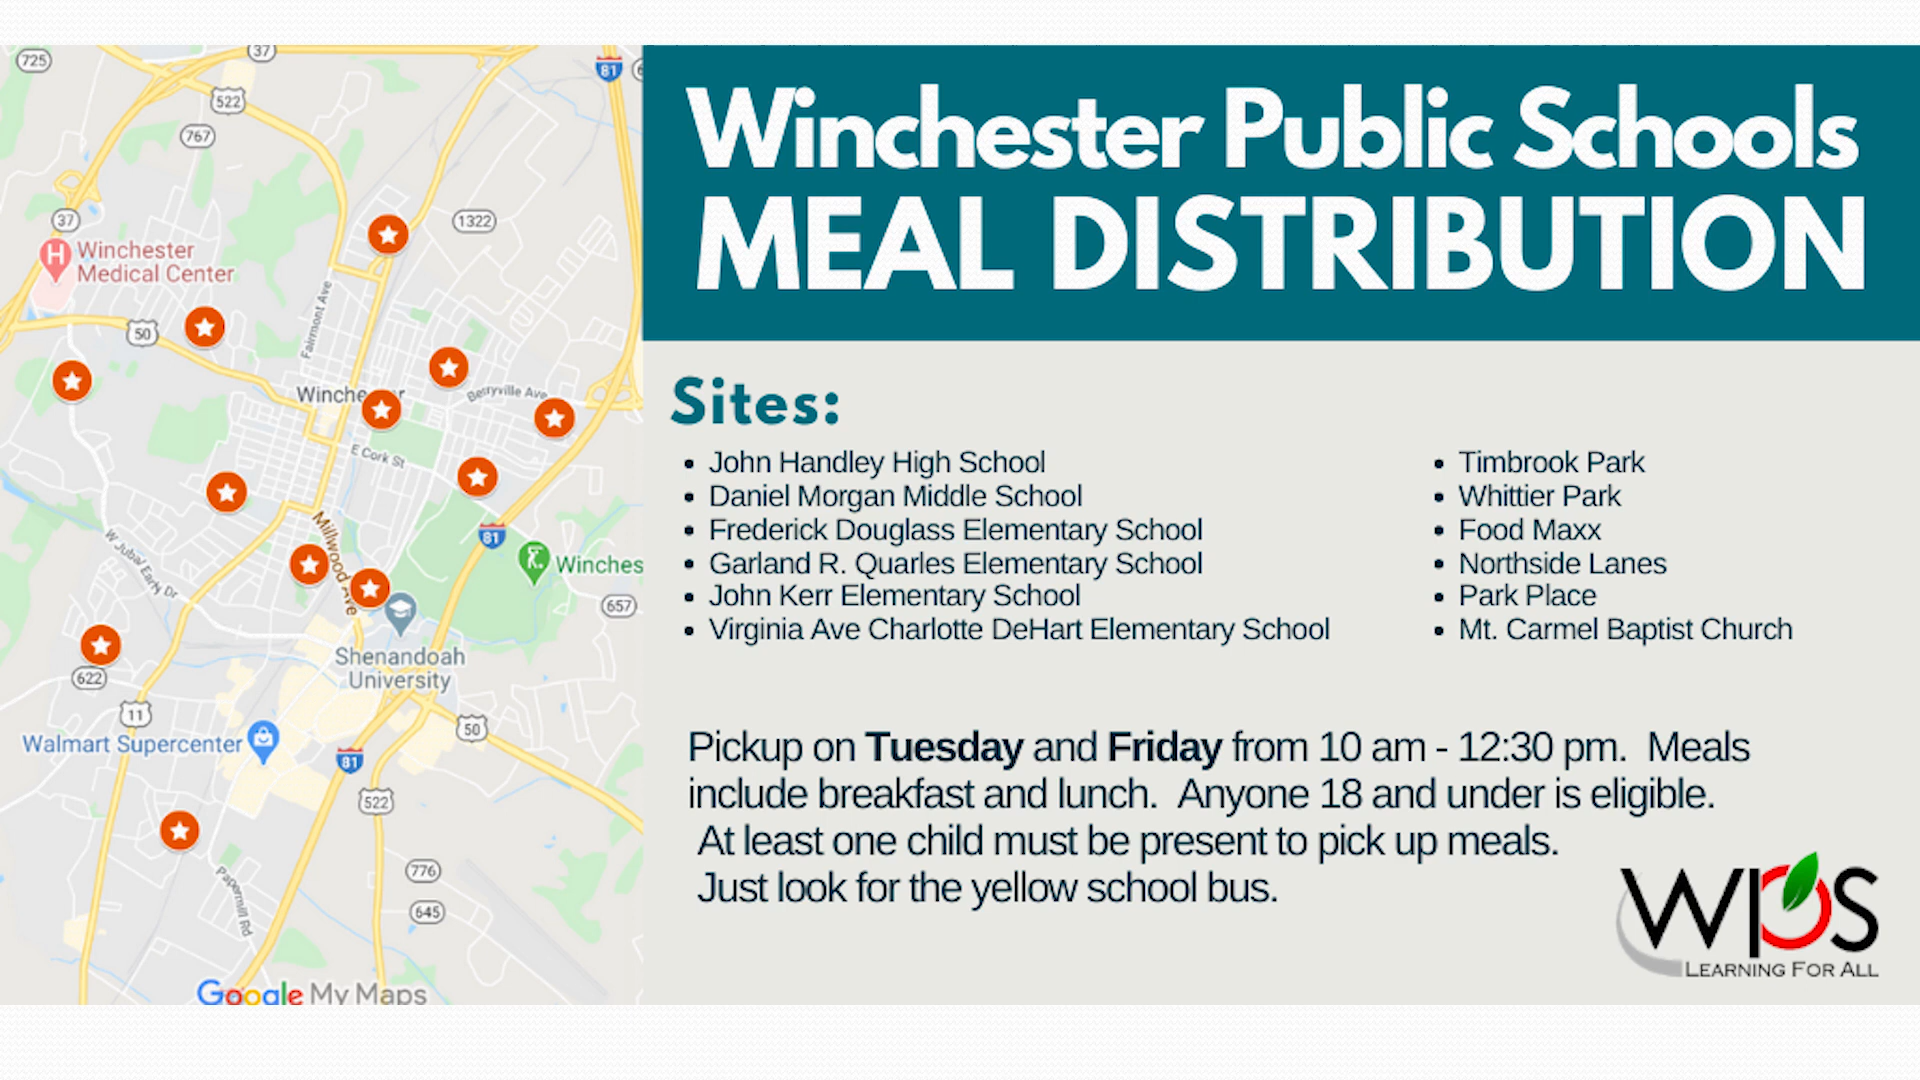 725
37
81
522
767
37
1322
Winchester
Medical Center
50
Fairmont Ave
Berryville Ave
E Cork St
81
Millwood Ave
W Jubal Early Dr
Winches
657
622
Shenandoah
University
11
50
Walmart Supercenter
81
522
776
645
Papermill Rd
Google My Maps
Winchester Public Schools
MEAL DISTRIBUTION
Sites:
• John Handley High School
• Daniel Morgan Middle School
• Frederick Douglass Elementary School
• Garland R. Quarles Elementary School
• John Kerr Elementary School
• Virginia Ave Charlotte DeHart Elementary School
• Timbrook Park
• Whittier Park
• Food Maxx
• Northside Lanes
• Park Place
• Mt. Carmel Baptist Church
Pickup on Tuesday and Friday from 10 am - 12:30 pm. Meals
include breakfast and lunch. Anyone 18 and under is eligible.
At least one child must be present to pick up meals.
Just look for the yellow school bus.
WPS
LEARNING FOR ALL